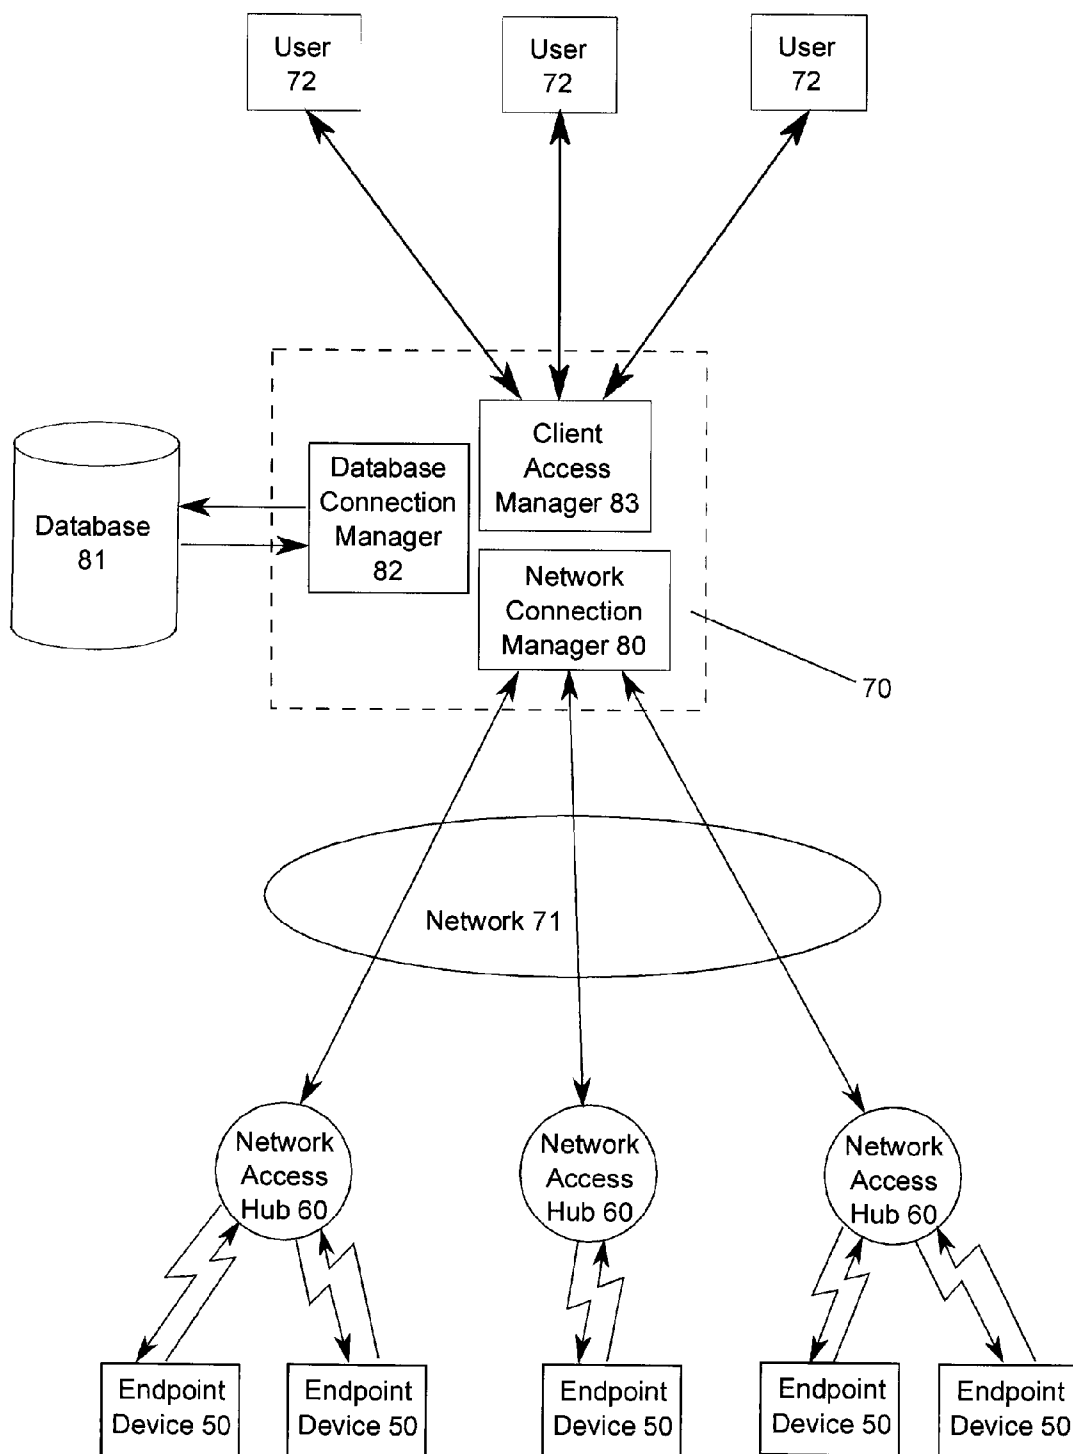 User
72
User
72
User
72
Client
Access
Manager 83
Database
Connection
Manager
82
Database
81
Network
Connection
Manager 80
70
Network 71
Network
Access
Hub 60
Network
Access
Hub 60
Network
Access
Hub 60
Endpoint
Device 50
Endpoint
Device 50
Endpoint
Device 50
Endpoint
Device 50
Endpoint
Device 50